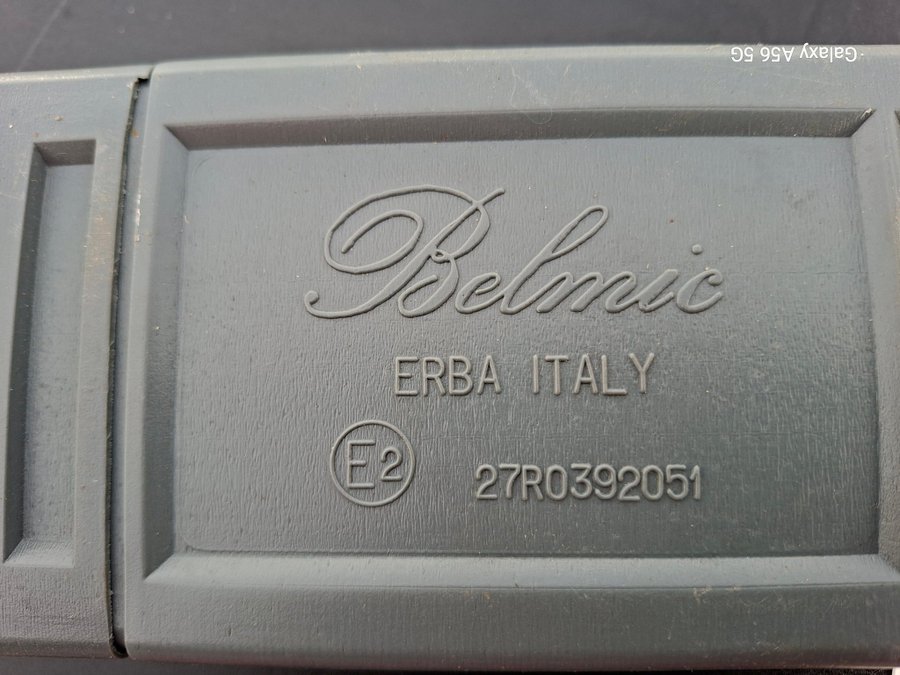 Galaxy A56 5G
Belmic
ERBA ITALY
E2 27R0392051